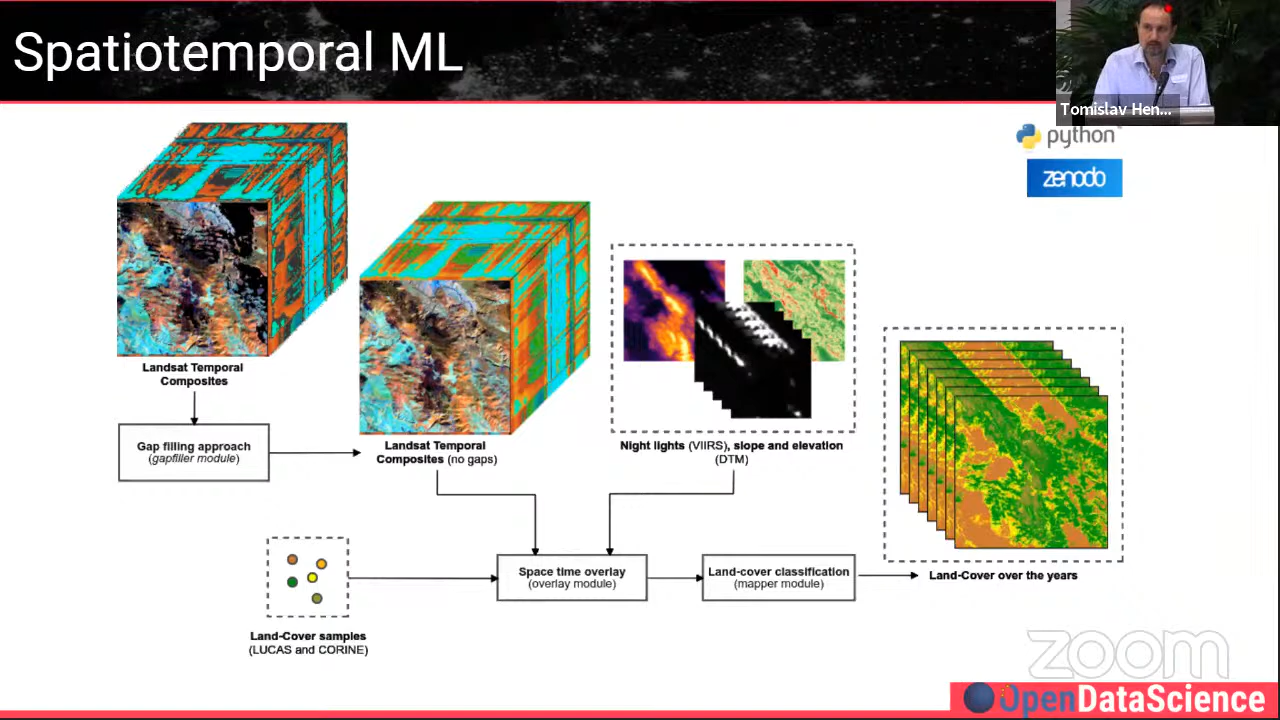 Spatiotemporal ML
Tomislav Hen...
python
zenodo
Landsat Temporal
Composites
Gap filling approach
(gapfiller module)
Landsat Temporal
Composites (no gaps)
Night lights (VIIRS), slope and elevation
(DTM)
Space time overlay
(overlay module)
Land-cover classification
(mapper module)
Land-Cover over the years
Land-Cover samples
(LUCAS and CORINE)
zoom
OpenDataScience